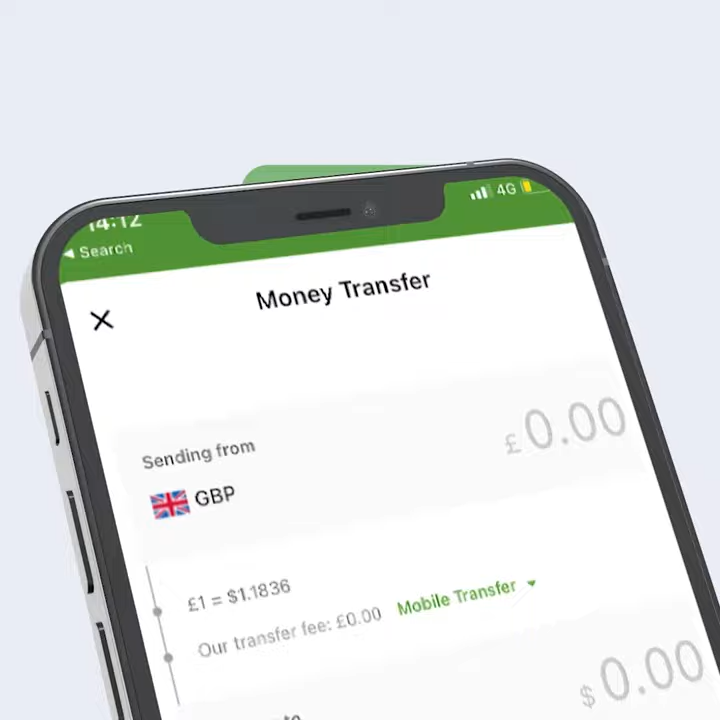 14:12
4G
◀ Search
Money Transfer
Sending from
£0.00
GBP
£1 = $1.1836
Our transfer fee: £0.00 Mobile Transfer
$0.00